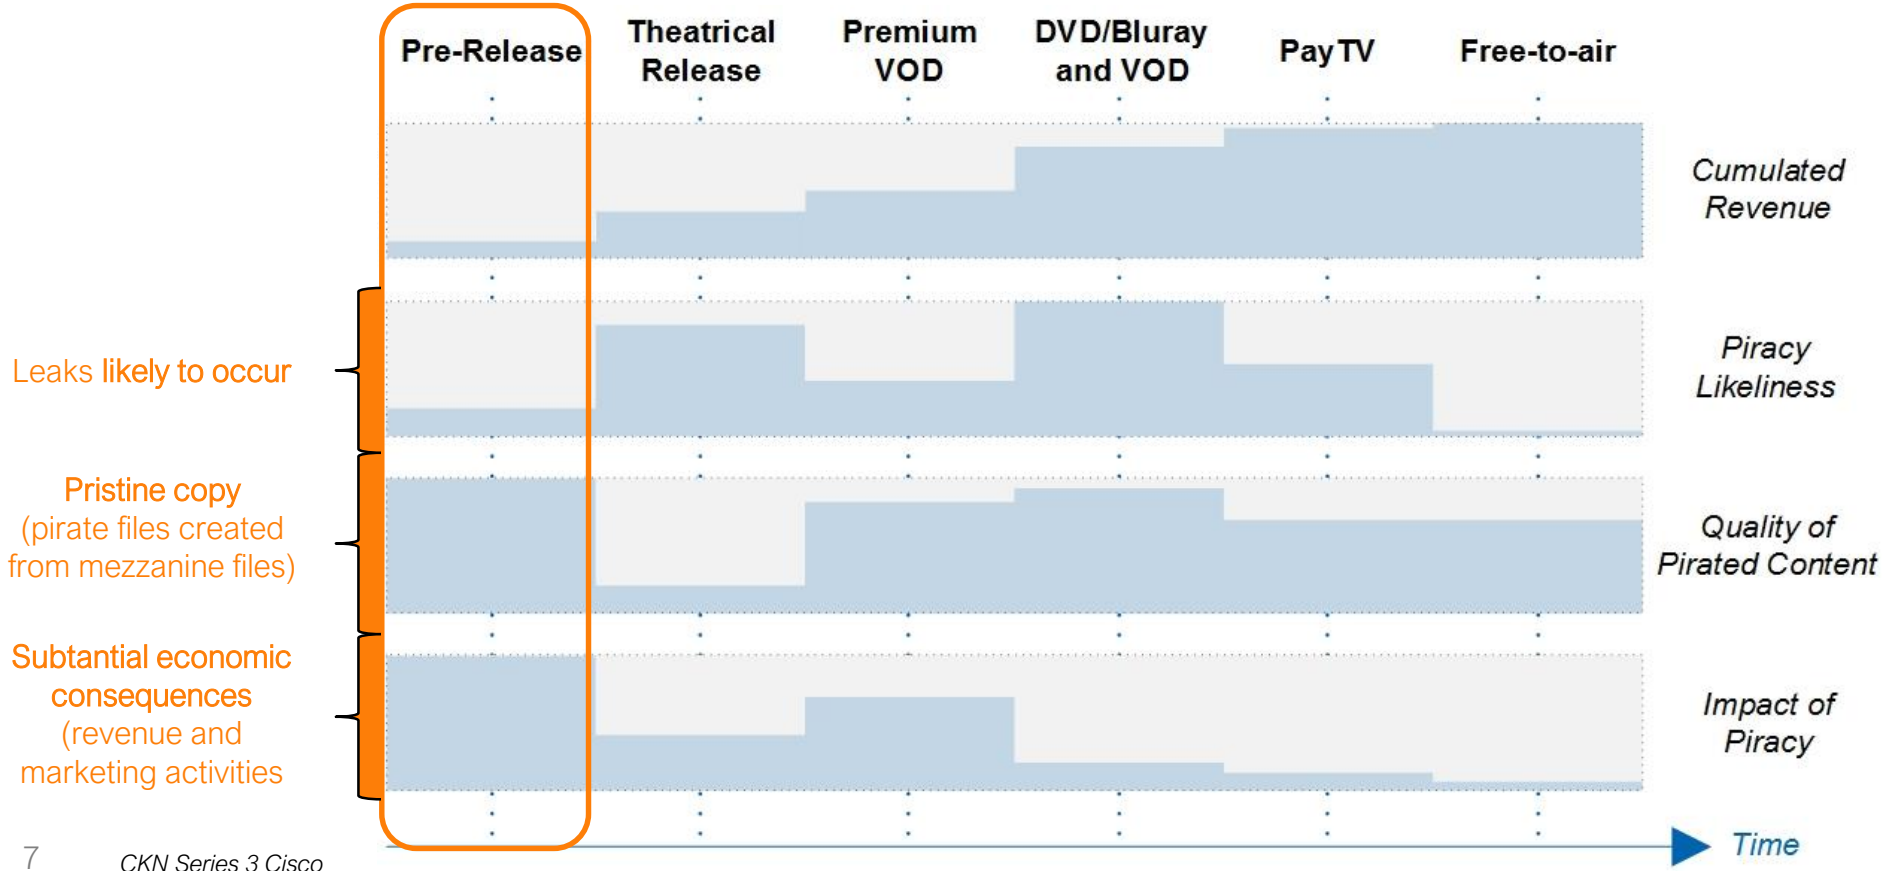 Pre-Release
Theatrical
Release
Premium
VOD
DVD/Bluray
and VOD
PayTV
Free-to-air
Cumulated
Revenue
Leaks likely to occur
Piracy
Likeliness
Pristine copy
(pirate files created
from mezzanine files)
Quality of
Pirated Content
Subtantial economic
consequences
(revenue and
marketing activities
Impact of
Piracy
Time
7
CKN Series 3 Cisco